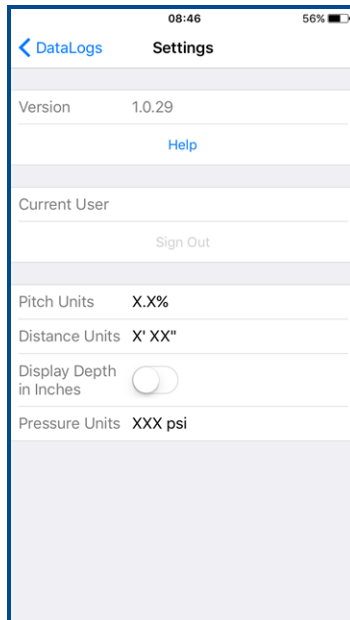 08:46 56%
DataLogs Settings
Version 1.0.29
Help
Current User
Sign Out
Pitch Units X.X%
Distance Units X' XX"
Display Depth
in Inches
Pressure Units XXX psi